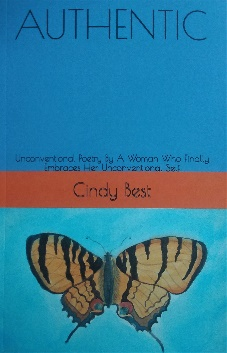 AUTHENTIC
Unconventional Poetry By A Woman Who Finally
Embraces Her Unconventional Self
Cindy Best